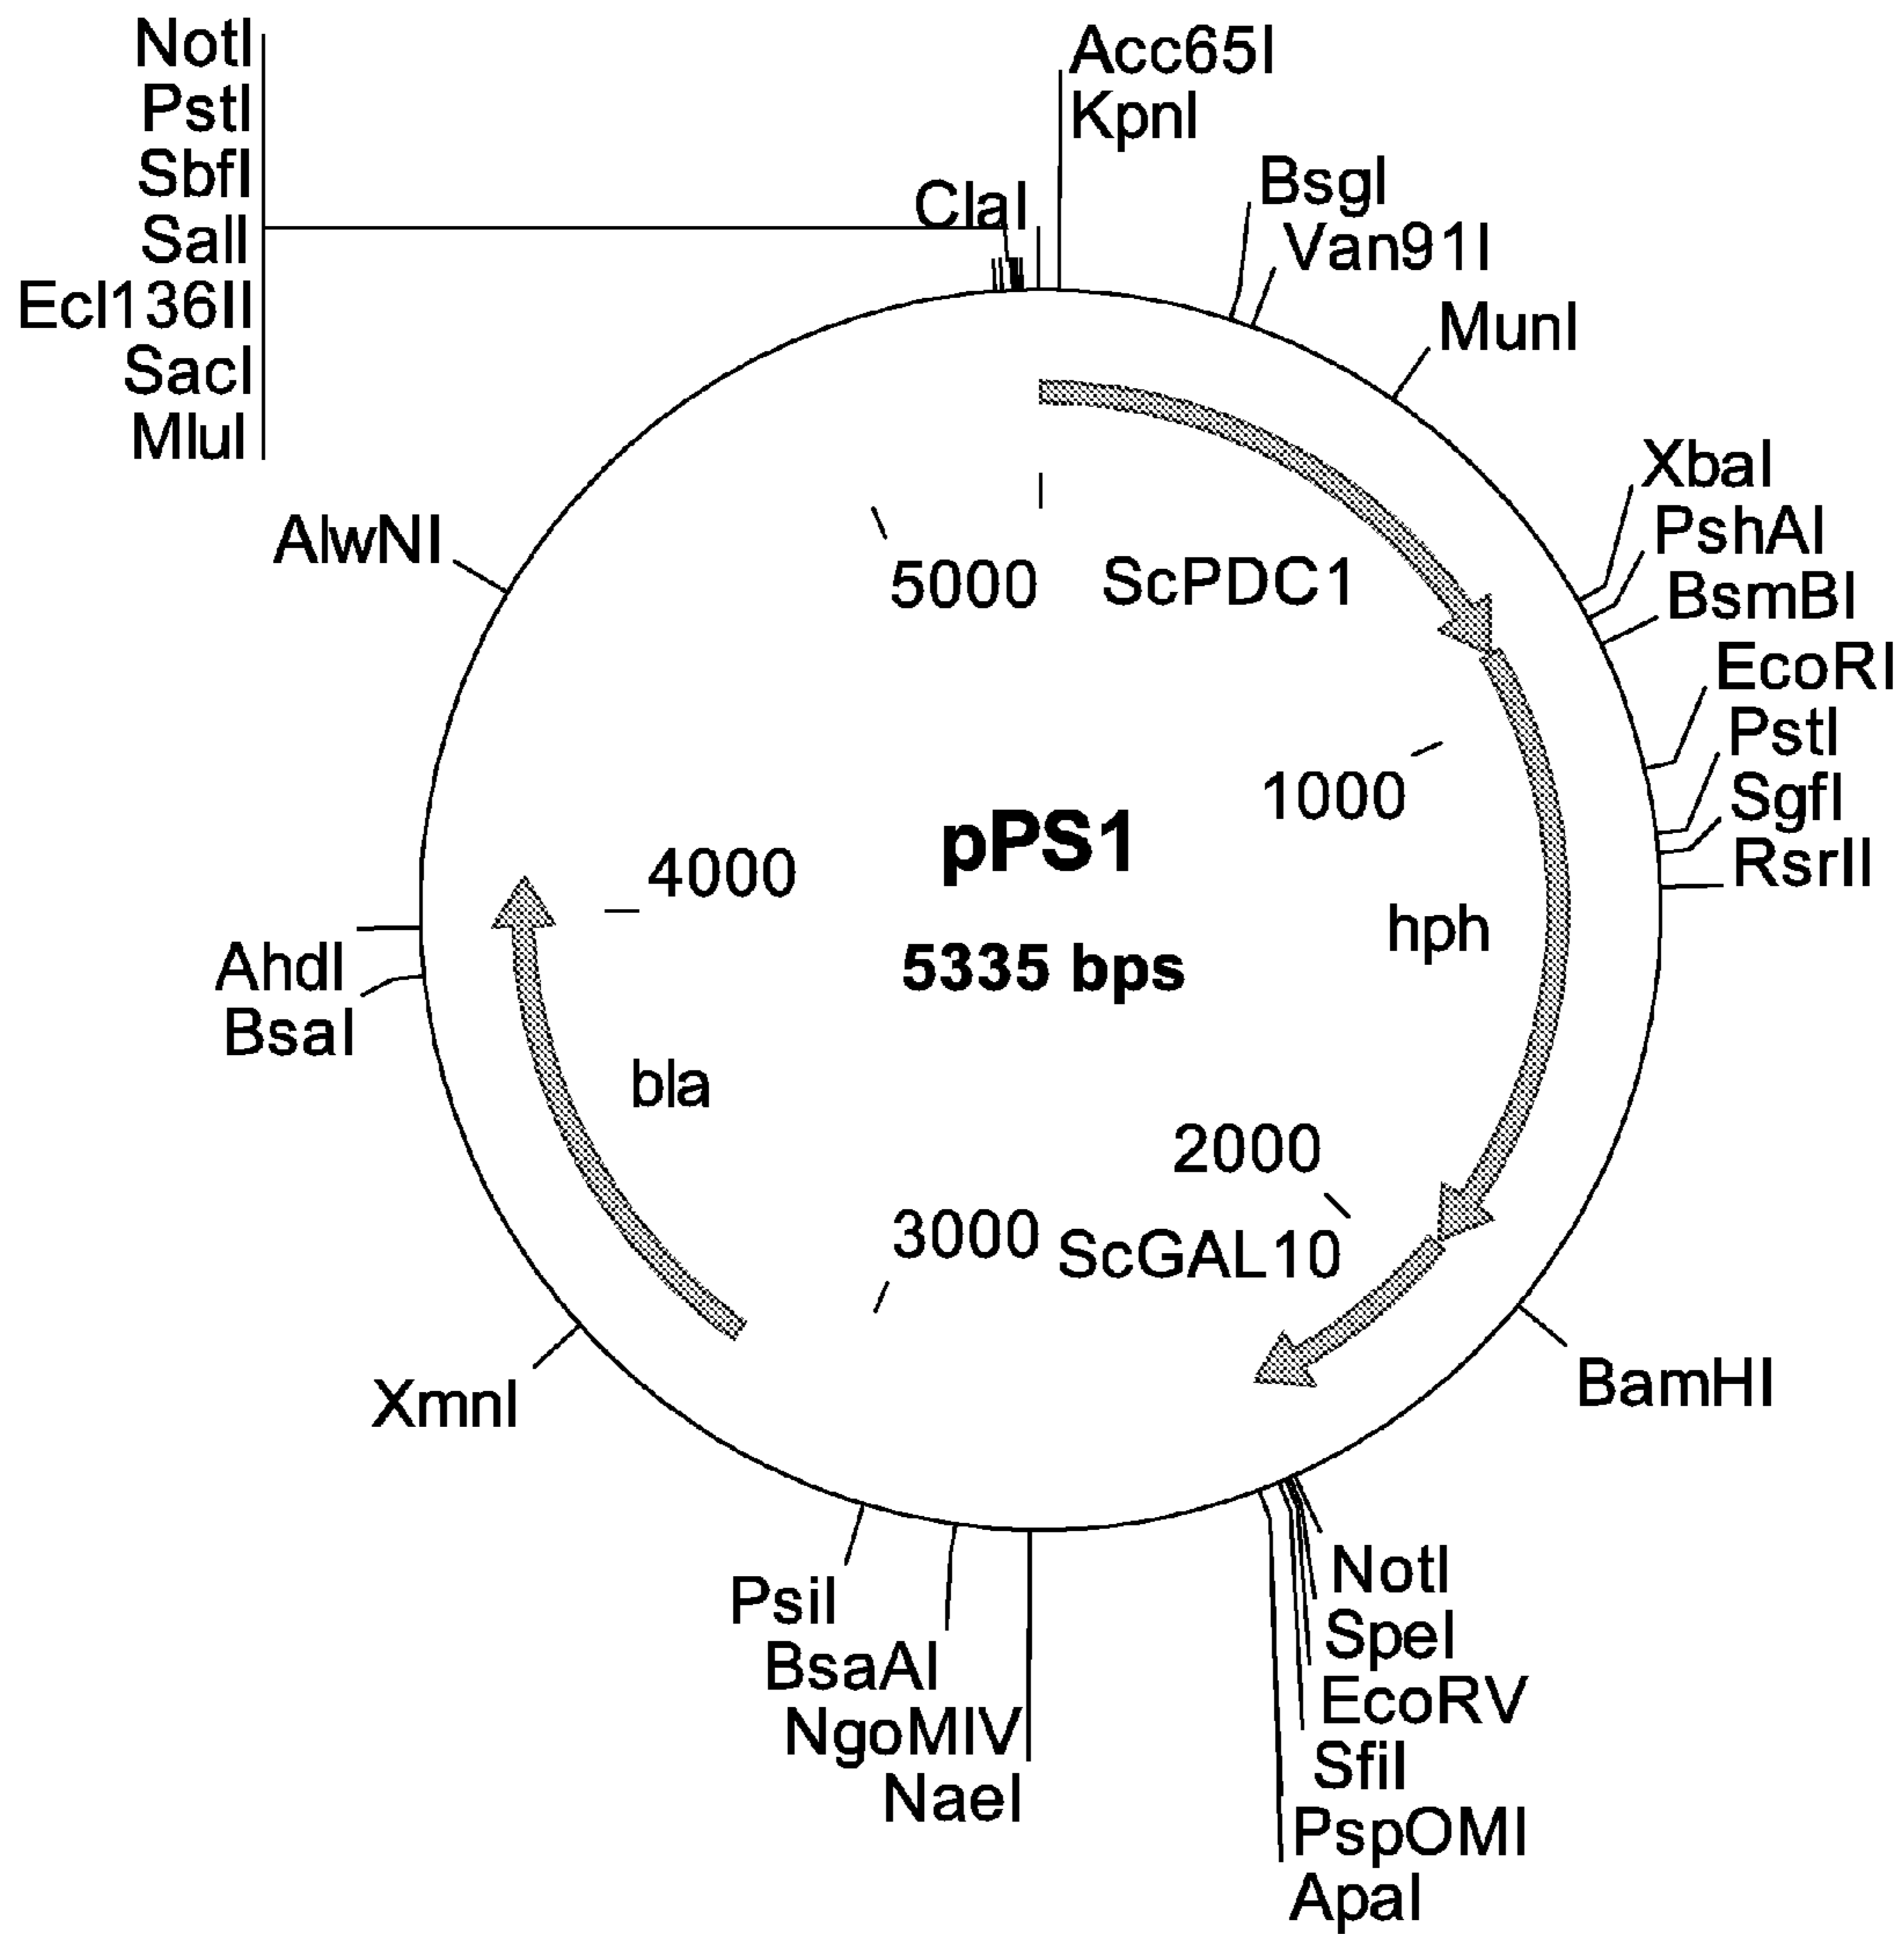 NotI
PstI
SbfI
SalI
Ecl136II
SacI
MluI
ClaI
Acc65I
KpnI
BsgI
Van91I
MunI
XbaI
PshAI
BsmBI
EcoRI
PstI
SgfI
RsrII
AlwNI
5000
ScPDC1
1000
pPS1
5335 bps
4000
hph
AhdI
BsaI
bla
2000
3000
ScGAL10
XmnI
BamHI
PsiI
BsaAI
NgoMIV
NaeI
NotI
SpeI
EcoRV
SfiI
PspOMI
ApaI